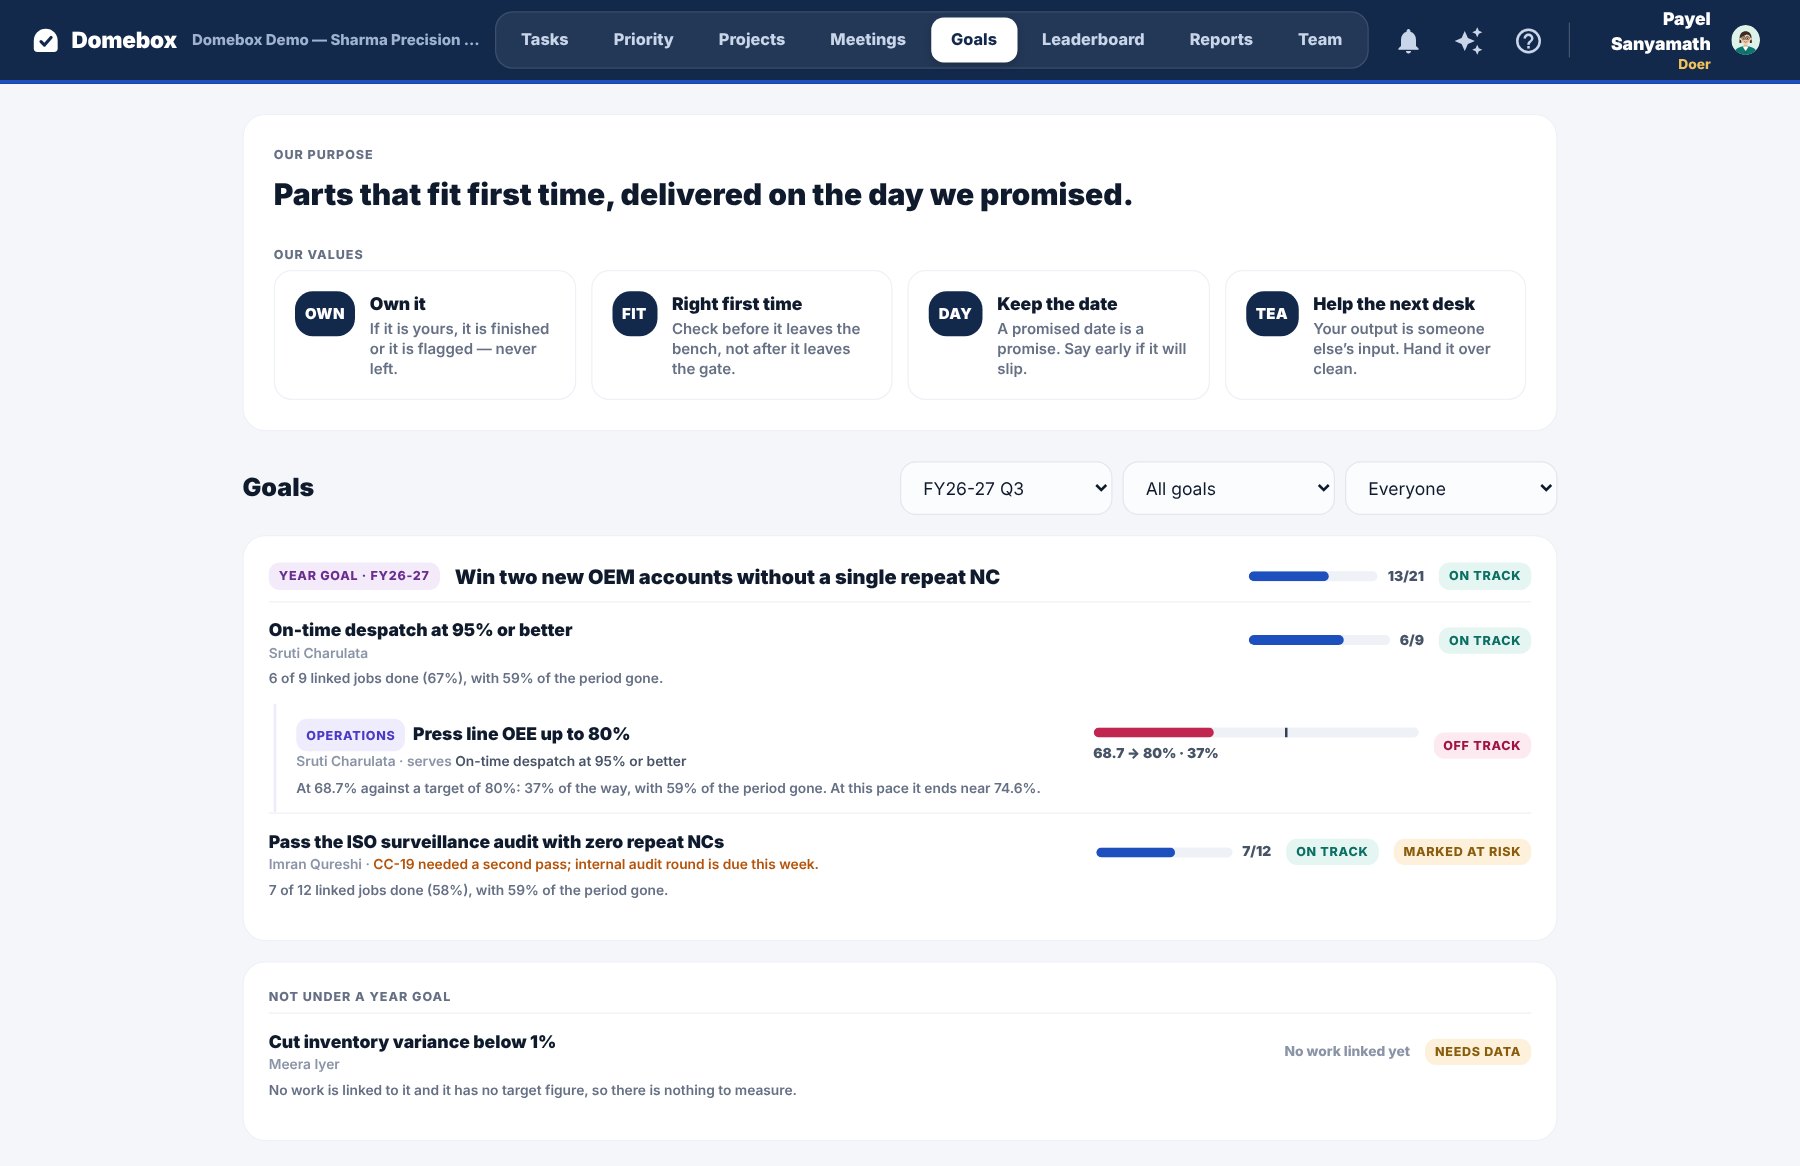 Domebox
Domebox Demo — Sharma Precision ...
Tasks
Priority
Projects
Meetings
Goals
Leaderboard
Reports
Team
Payel
Sanyamath
Doer
OUR PURPOSE
Parts that fit first time, delivered on the day we promised.
OUR VALUES
OWN
Own it
If it is yours, it is finished
or it is flagged — never
left.
FIT
Right first time
Check before it leaves the
bench, not after it leaves
the gate.
DAY
Keep the date
A promised date is a
promise. Say early if it will
slip.
TEA
Help the next desk
Your output is someone
else’s input. Hand it over
clean.
Goals
FY26-27 Q3
All goals
Everyone
YEAR GOAL · FY26-27
Win two new OEM accounts without a single repeat NC
13/21
ON TRACK
On-time despatch at 95% or better
Sruti Charulata
6 of 9 linked jobs done (67%), with 59% of the period gone.
6/9
ON TRACK
OPERATIONS
Press line OEE up to 80%
Sruti Charulata · serves On-time despatch at 95% or better
At 68.7% against a target of 80%: 37% of the way, with 59% of the period gone. At this pace it ends near 74.6%.
68.7 → 80% · 37%
OFF TRACK
Pass the ISO surveillance audit with zero repeat NCs
Imran Qureshi · CC-19 needed a second pass; internal audit round is due this week.
7 of 12 linked jobs done (58%), with 59% of the period gone.
7/12
ON TRACK
MARKED AT RISK
NOT UNDER A YEAR GOAL
Cut inventory variance below 1%
Meera Iyer
No work is linked to it and it has no target figure, so there is nothing to measure.
No work linked yet
NEEDS DATA